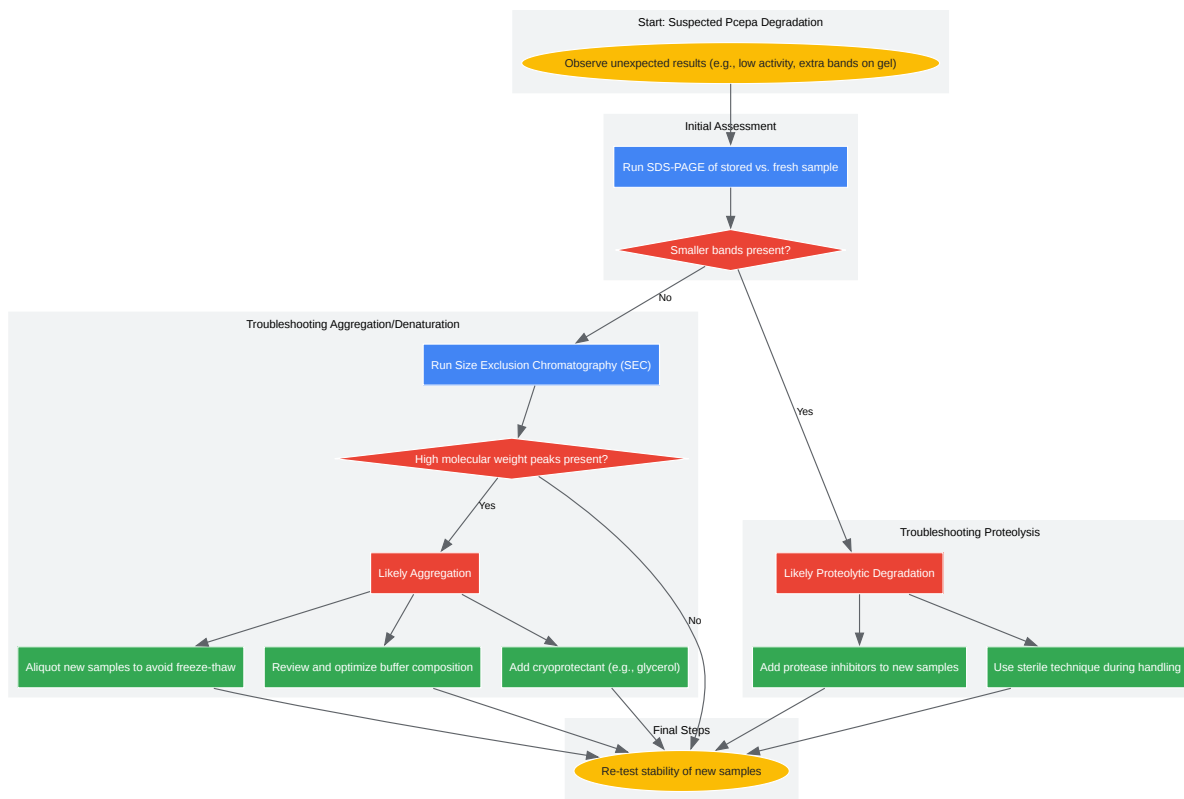 Start: Suspected Pcepa Degradation
Observe unexpected results (e.g., low activity, extra bands on gel)
Initial Assessment
Run SDS-PAGE of stored vs. fresh sample
Smaller bands present?
No
Troubleshooting Aggregation/Denaturation
Run Size Exclusion Chromatography (SEC)
Yes
High molecular weight peaks present?
Yes
Troubleshooting Proteolysis
Likely Aggregation
Likely Proteolytic Degradation
No
Aliquot new samples to avoid freeze-thaw
Review and optimize buffer composition
Add cryoprotectant (e.g., glycerol)
Add protease inhibitors to new samples
Use sterile technique during handling
Final Steps
Re-test stability of new samples